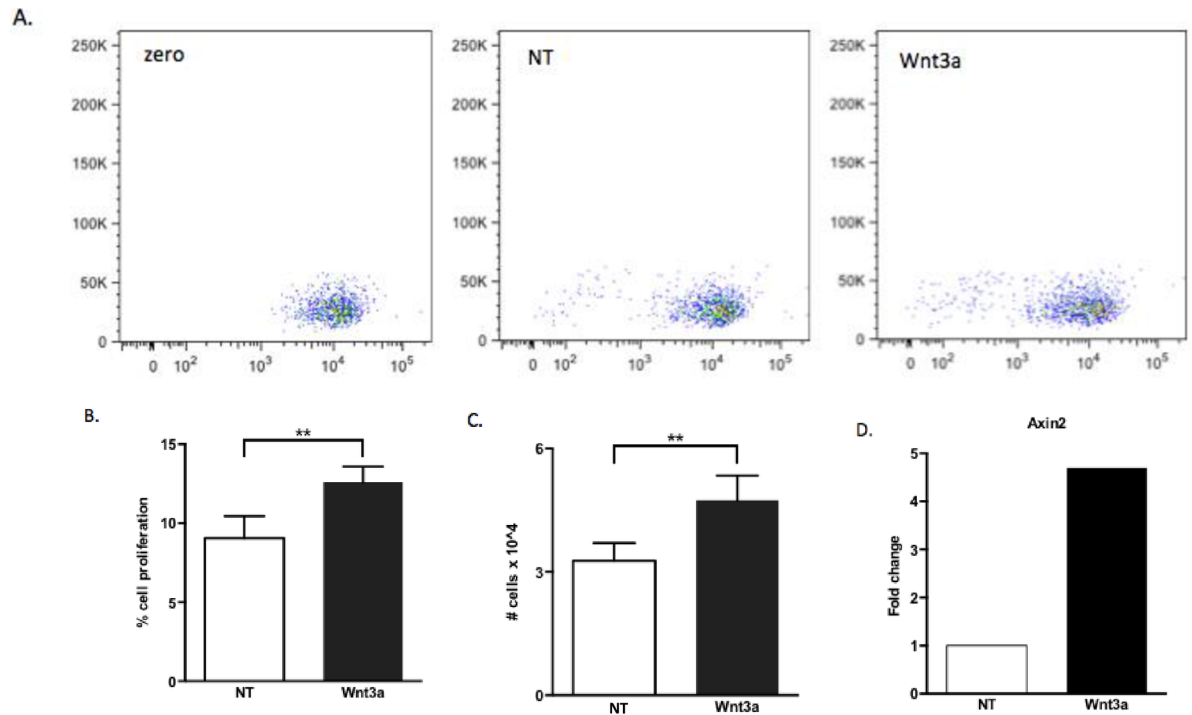 A.
zero
NT
Wnt3a
250K
200K
150K
100K
50K
0
0 10^2 10^3 10^4 10^5
250K
200K
150K
100K
50K
0
0 10^2 10^3 10^4 10^5
250K
200K
150K
100K
50K
0
0 10^2 10^3 10^4 10^5
B.
**
% cell proliferation
15
10
5
0
NT Wnt3a
C.
**
# cells x 10^4
6
3
0
NT Wnt3a
D.
Axin2
Fold change
5
4
3
2
1
0
NT Wnt3a